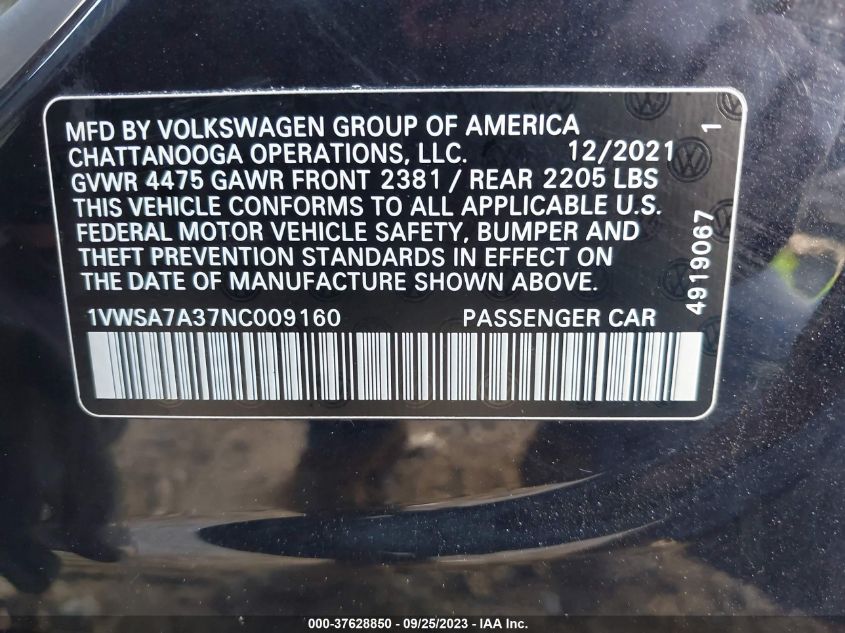 MFD BY VOLKSWAGEN GROUP OF AMERICA
CHATTANOOGA OPERATIONS, LLC. 12/2021
GVWR 4475 GAWR FRONT 2381 / REAR 2205 LBS
THIS VEHICLE CONFORMS TO ALL APPLICABLE U.S.
FEDERAL MOTOR VEHICLE SAFETY, BUMPER AND
THEFT PREVENTION STANDARDS IN EFFECT ON
THE DATE OF MANUFACTURE SHOWN ABOVE.
1VWSA7A37NC009160 PASSENGER CAR
4919067 1
000-37628850 - 09/25/2023 - IAA Inc.